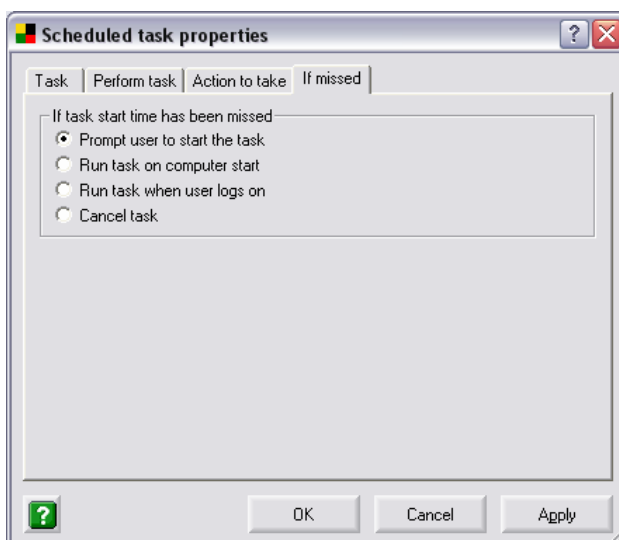 Scheduled task properties
?
Task Perform task Action to take If missed
If task start time has been missed
Prompt user to start the task
Run task on computer start
Run task when user logs on
Cancel task
? OK Cancel Apply